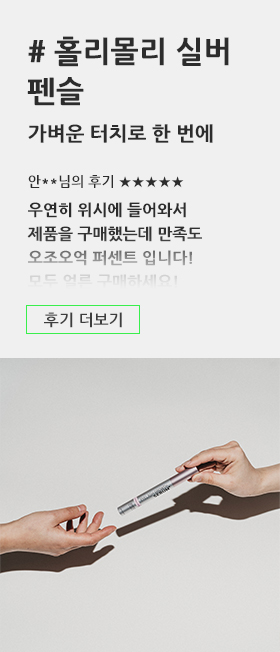 # 홀리몰리 실버
펜슬
가벼운 터치로 한 번에
안**님의 후기 ★★★★★
우연히 위시에 들어와서
제품을 구매했는데 만족도
오조오억 퍼센트 입니다!
모두 얼른 구매하세요!
후기 더보기